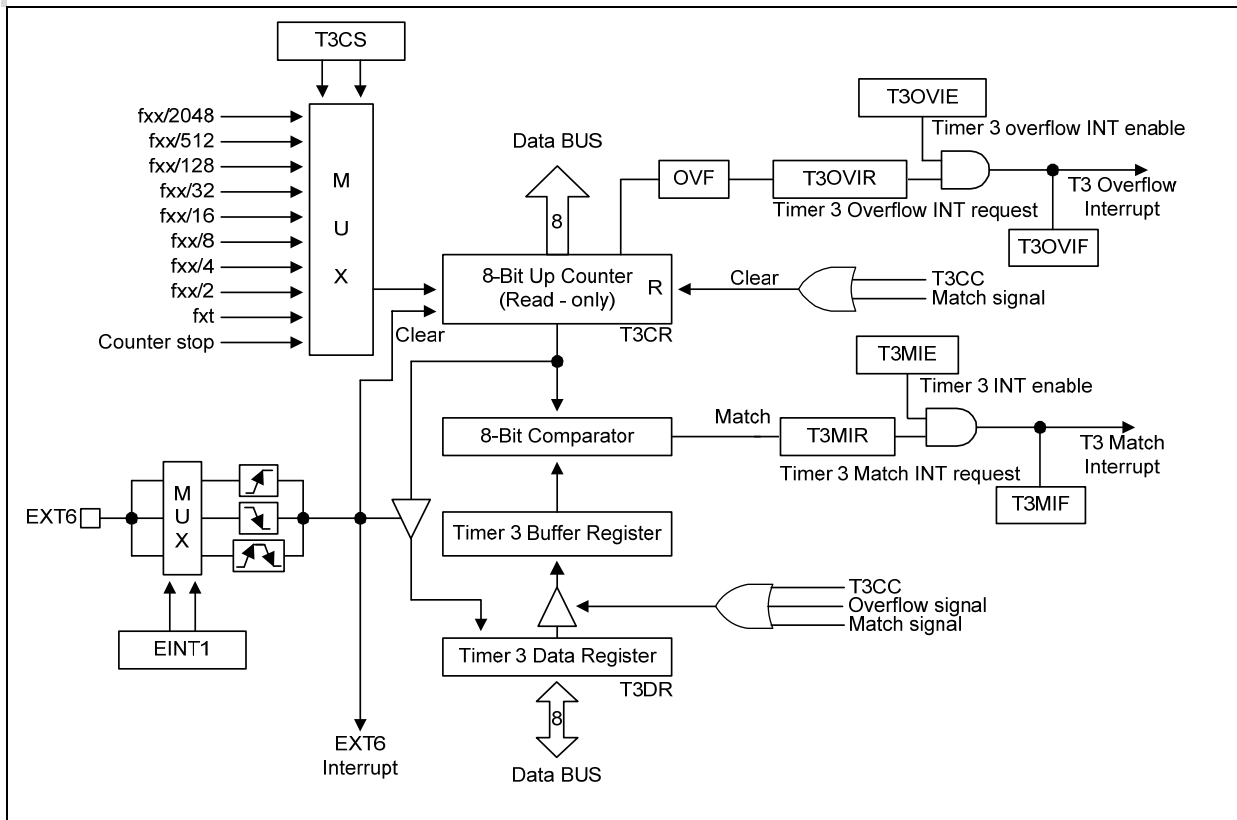 T3CS
fxx/2048
fxx/512
fxx/128
fxx/32
fxx/16
fxx/8
fxx/4
fxx/2
fxt
Counter stop
M
U
X
Data BUS
8
8-Bit Up Counter
(Read - only)
R
T3CR
Clear
OVF
T3OVIR
Timer 3 Overflow INT request
T3OVIE
Timer 3 overflow INT enable
T3 Overflow
Interrupt
T3OVIF
Clear
T3CC
Match signal
8-Bit Comparator
Match
T3MIR
Timer 3 Match INT request
T3MIE
Timer 3 INT enable
T3 Match
Interrupt
T3MIF
EXT6
M
U
X
EINT1
Timer 3 Buffer Register
T3CC
Overflow signal
Match signal
Timer 3 Data Register
T3DR
8
Data BUS
EXT6
Interrupt